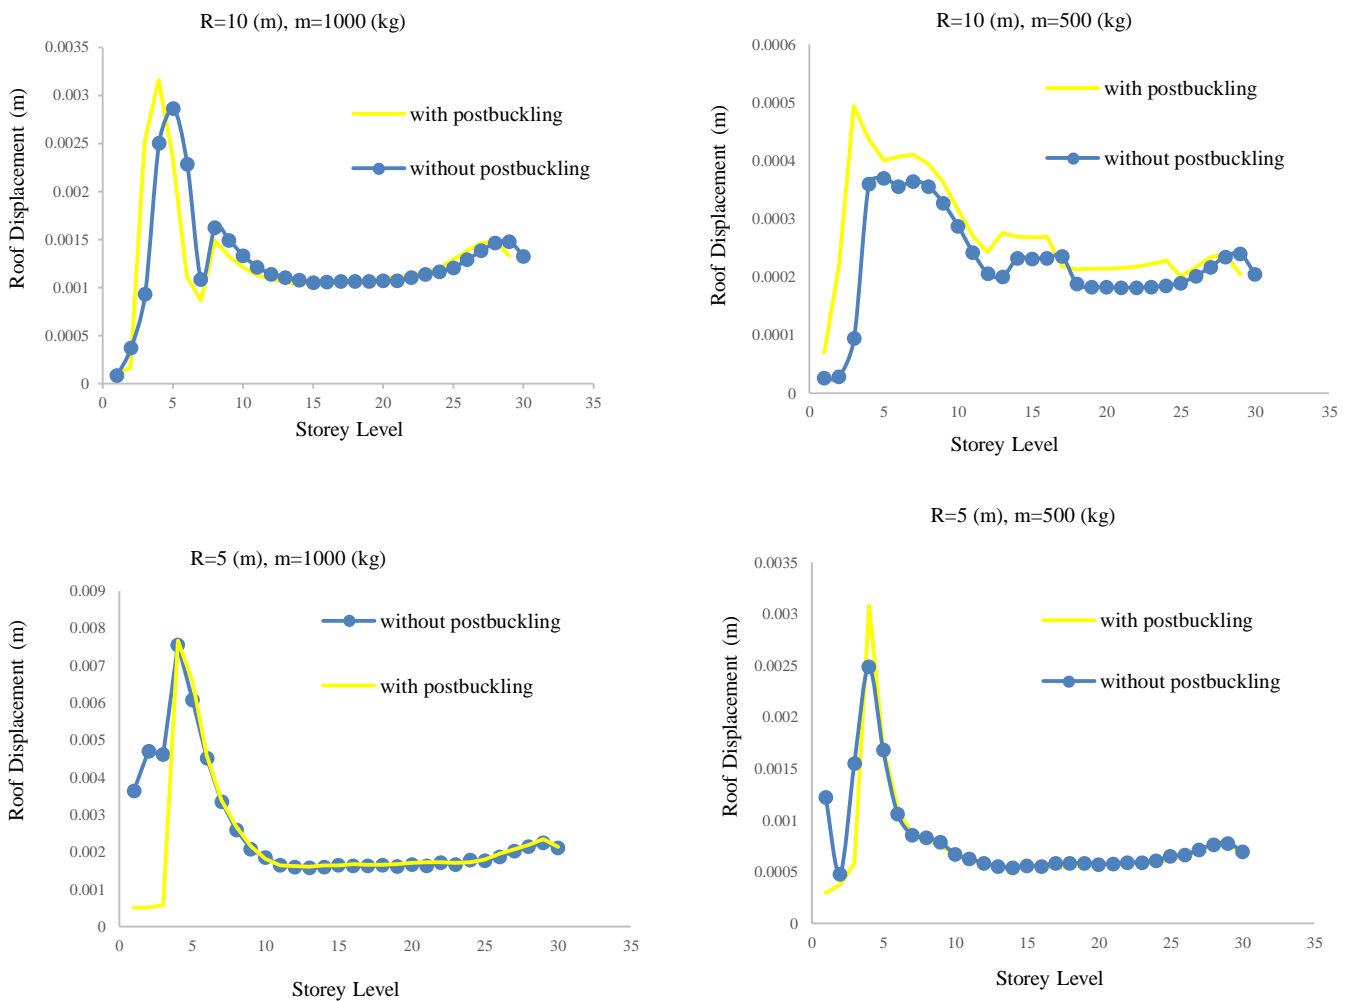 R=10 (m), m=1000 (kg)
Roof Displacement (m)
0.0035
0.003
0.0025
0.002
0.0015
0.001
0.0005
0
0 5 10 15 20 25 30 35
Storey Level
with postbuckling
without postbuckling
R=10 (m), m=500 (kg)
Roof Dsplacement (m)
0.0006
0.0005
0.0004
0.0003
0.0002
0.0001
0
0 5 10 15 20 25 30 35
Storey Level
with postbuckling
without postbuckling
R=5 (m), m=1000 (kg)
Roof Displacement (m)
0.009
0.008
0.007
0.006
0.005
0.004
0.003
0.002
0.001
0
0 5 10 15 20 25 30 35
Storey Level
without postbuckling
with postbuckling
R=5 (m), m=500 (kg)
Roof Displacement (m)
0.0035
0.003
0.0025
0.002
0.0015
0.001
0.0005
0
0 5 10 15 20 25 30 35
Storey Level
with postbuckling
without postbuckling